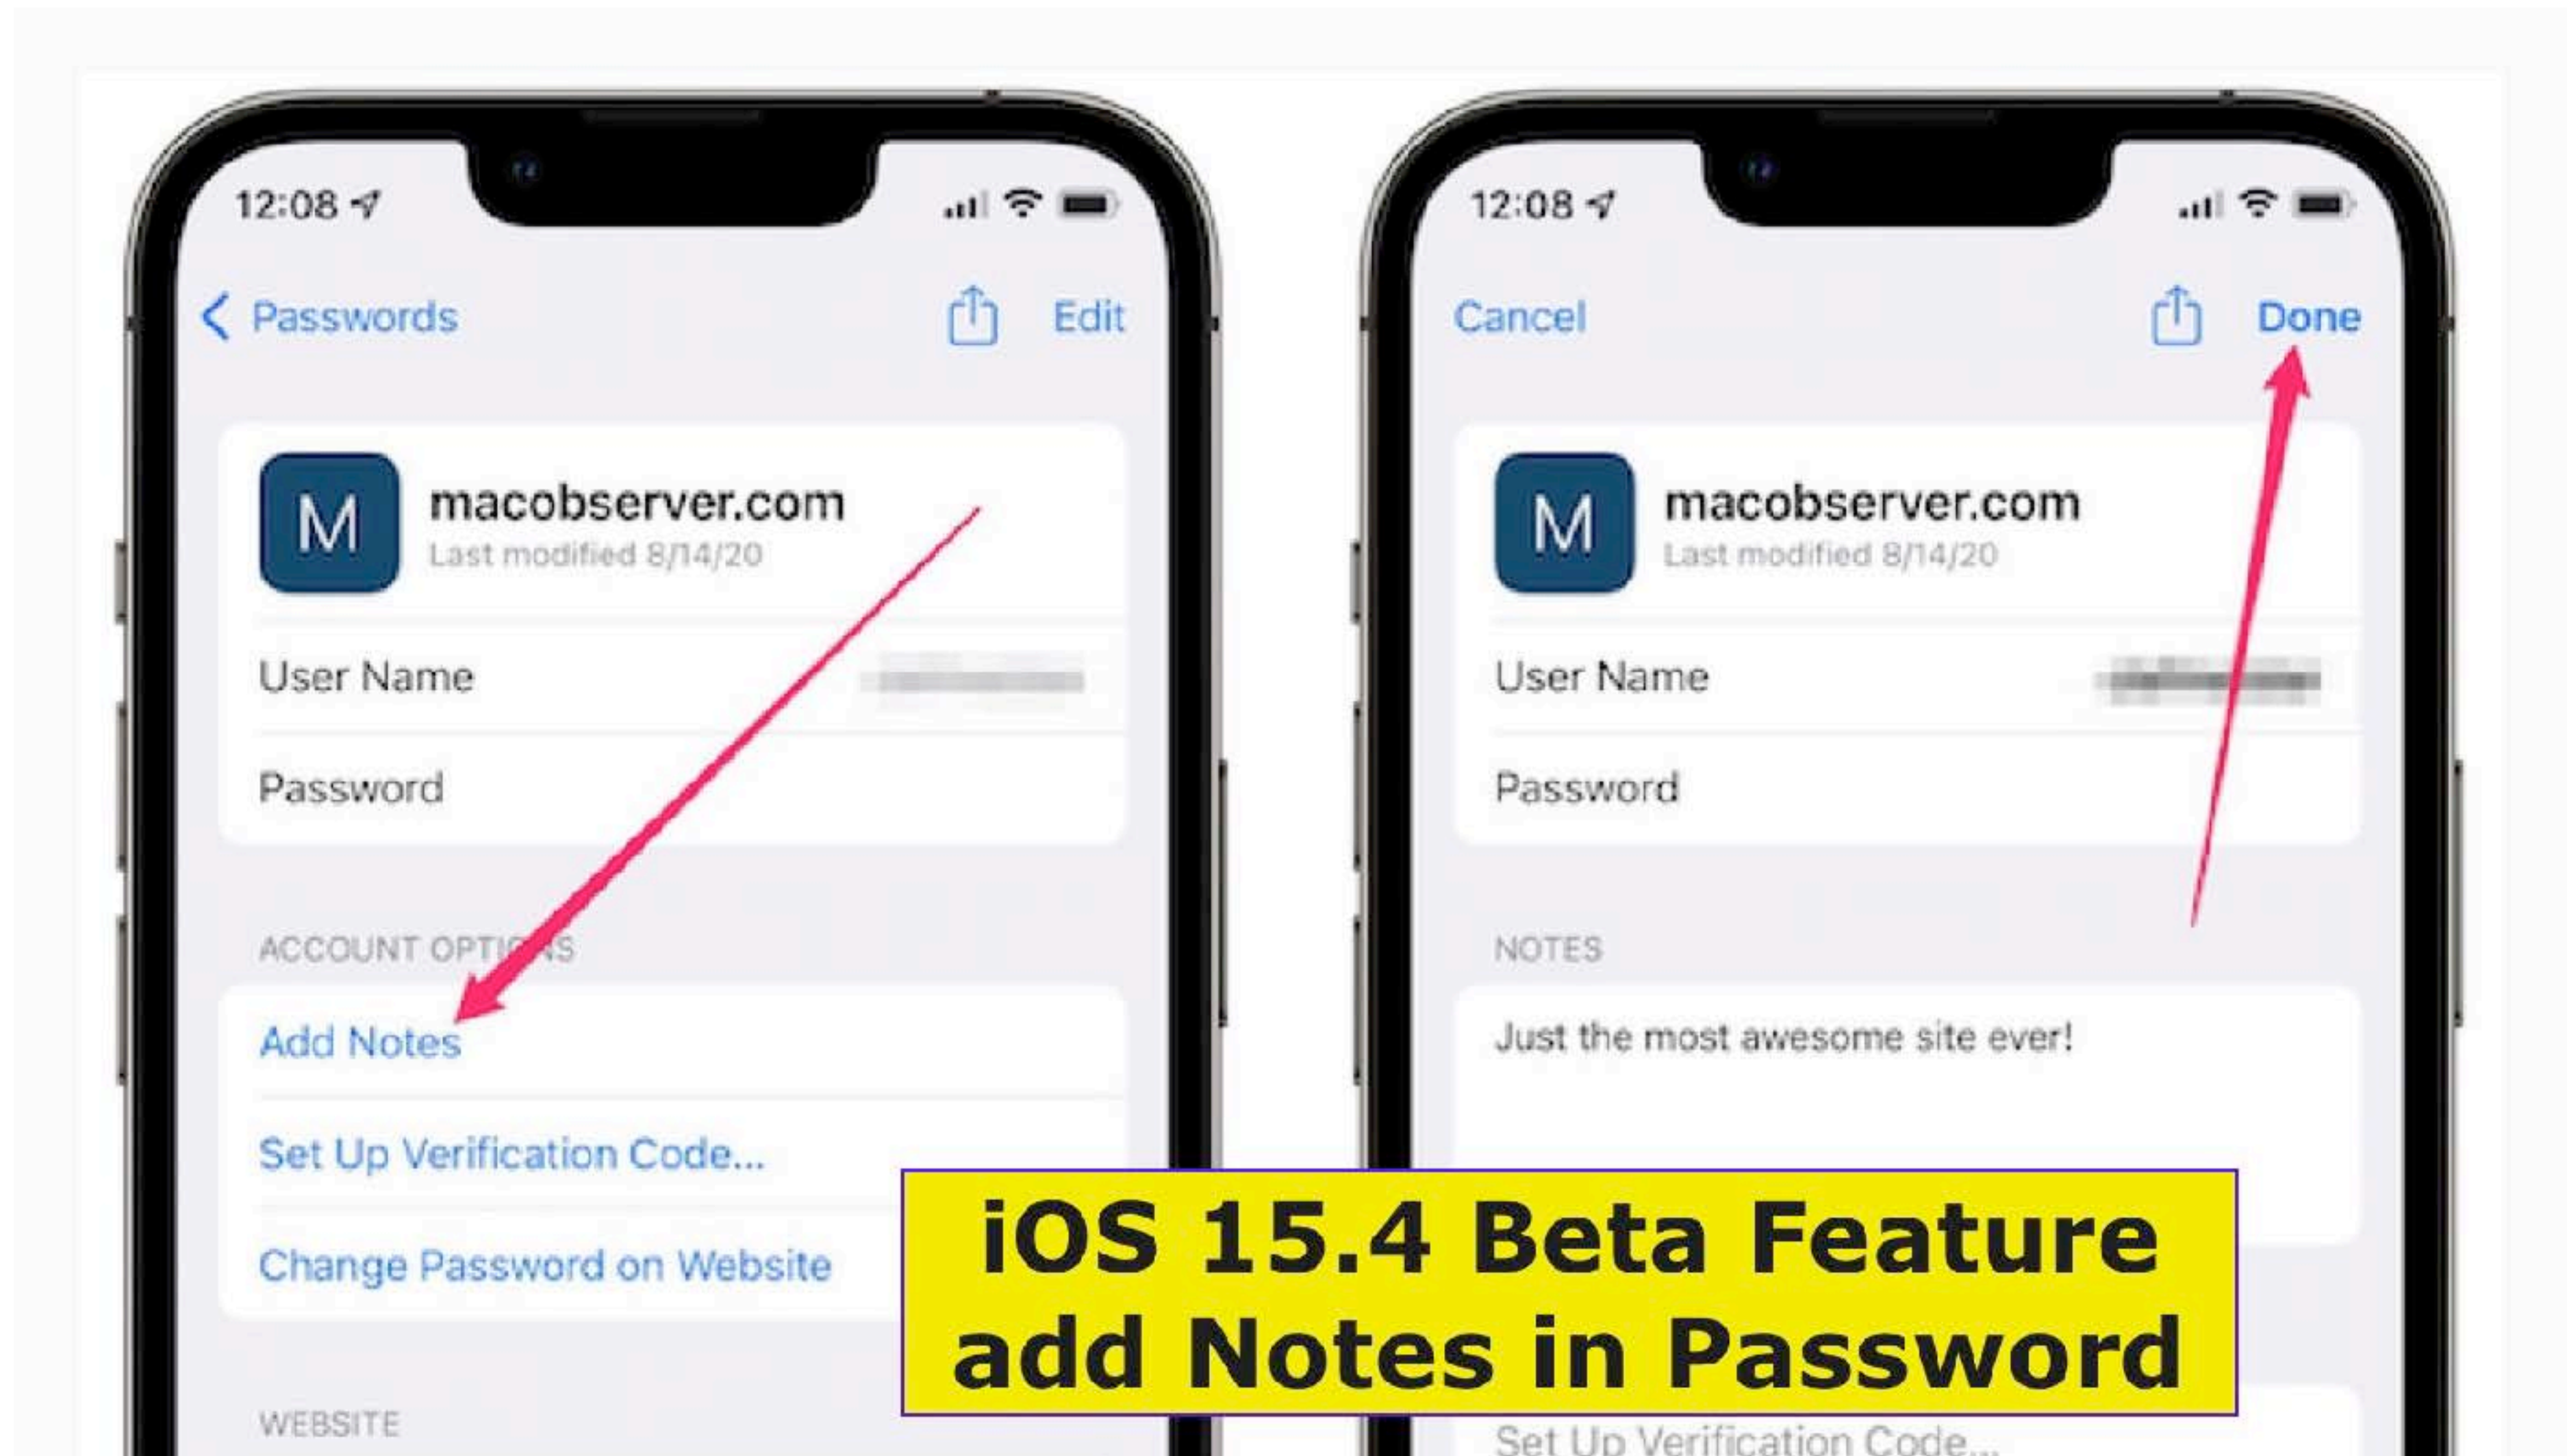 12:08
Passwords
Edit
M
macobserver.com
Last modified 8/14/20
User Name
Password
ACCOUNT OPTIONS
Add Notes
Set Up Verification Code...
Change Password on Website
WEBSITE
12:08
Cancel
Done
M
macobserver.com
Last modified 8/14/20
User Name
Password
NOTES
Just the most awesome site ever!
Set Up Verification Code...
iOS 15.4 Beta Feature
add Notes in Password